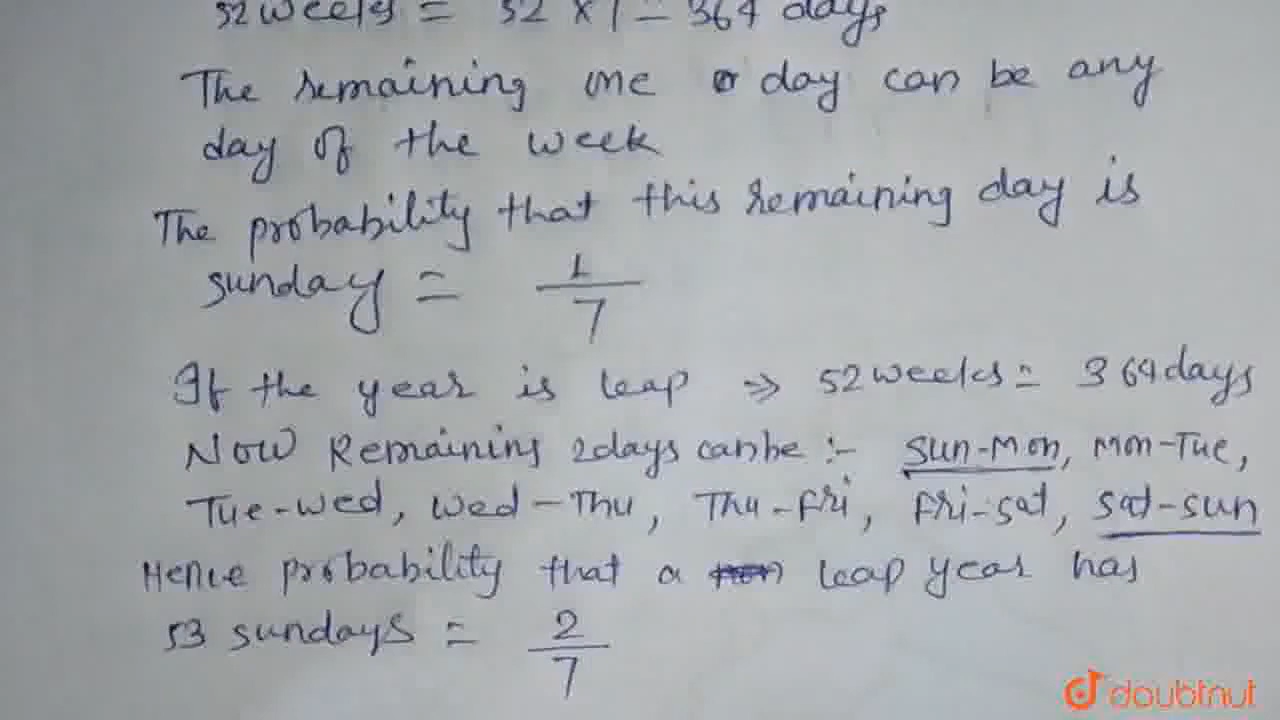 52 weeks = 52 × 7 = 364 days
The remaining one day can be any
day of the week
The probability that this remaining day is
sunday = 1/7
If the year is leap ⇒ 52 weeks = 364 days
Now Remaining 2 days can be :- Sun-Mon, Mon-Tue,
Tue-Wed, Wed-Thu, Thu-Fri, Fri-Sat, Sat-Sun
Hence probability that a leap year has
53 sundays = 2/7
doubtnut